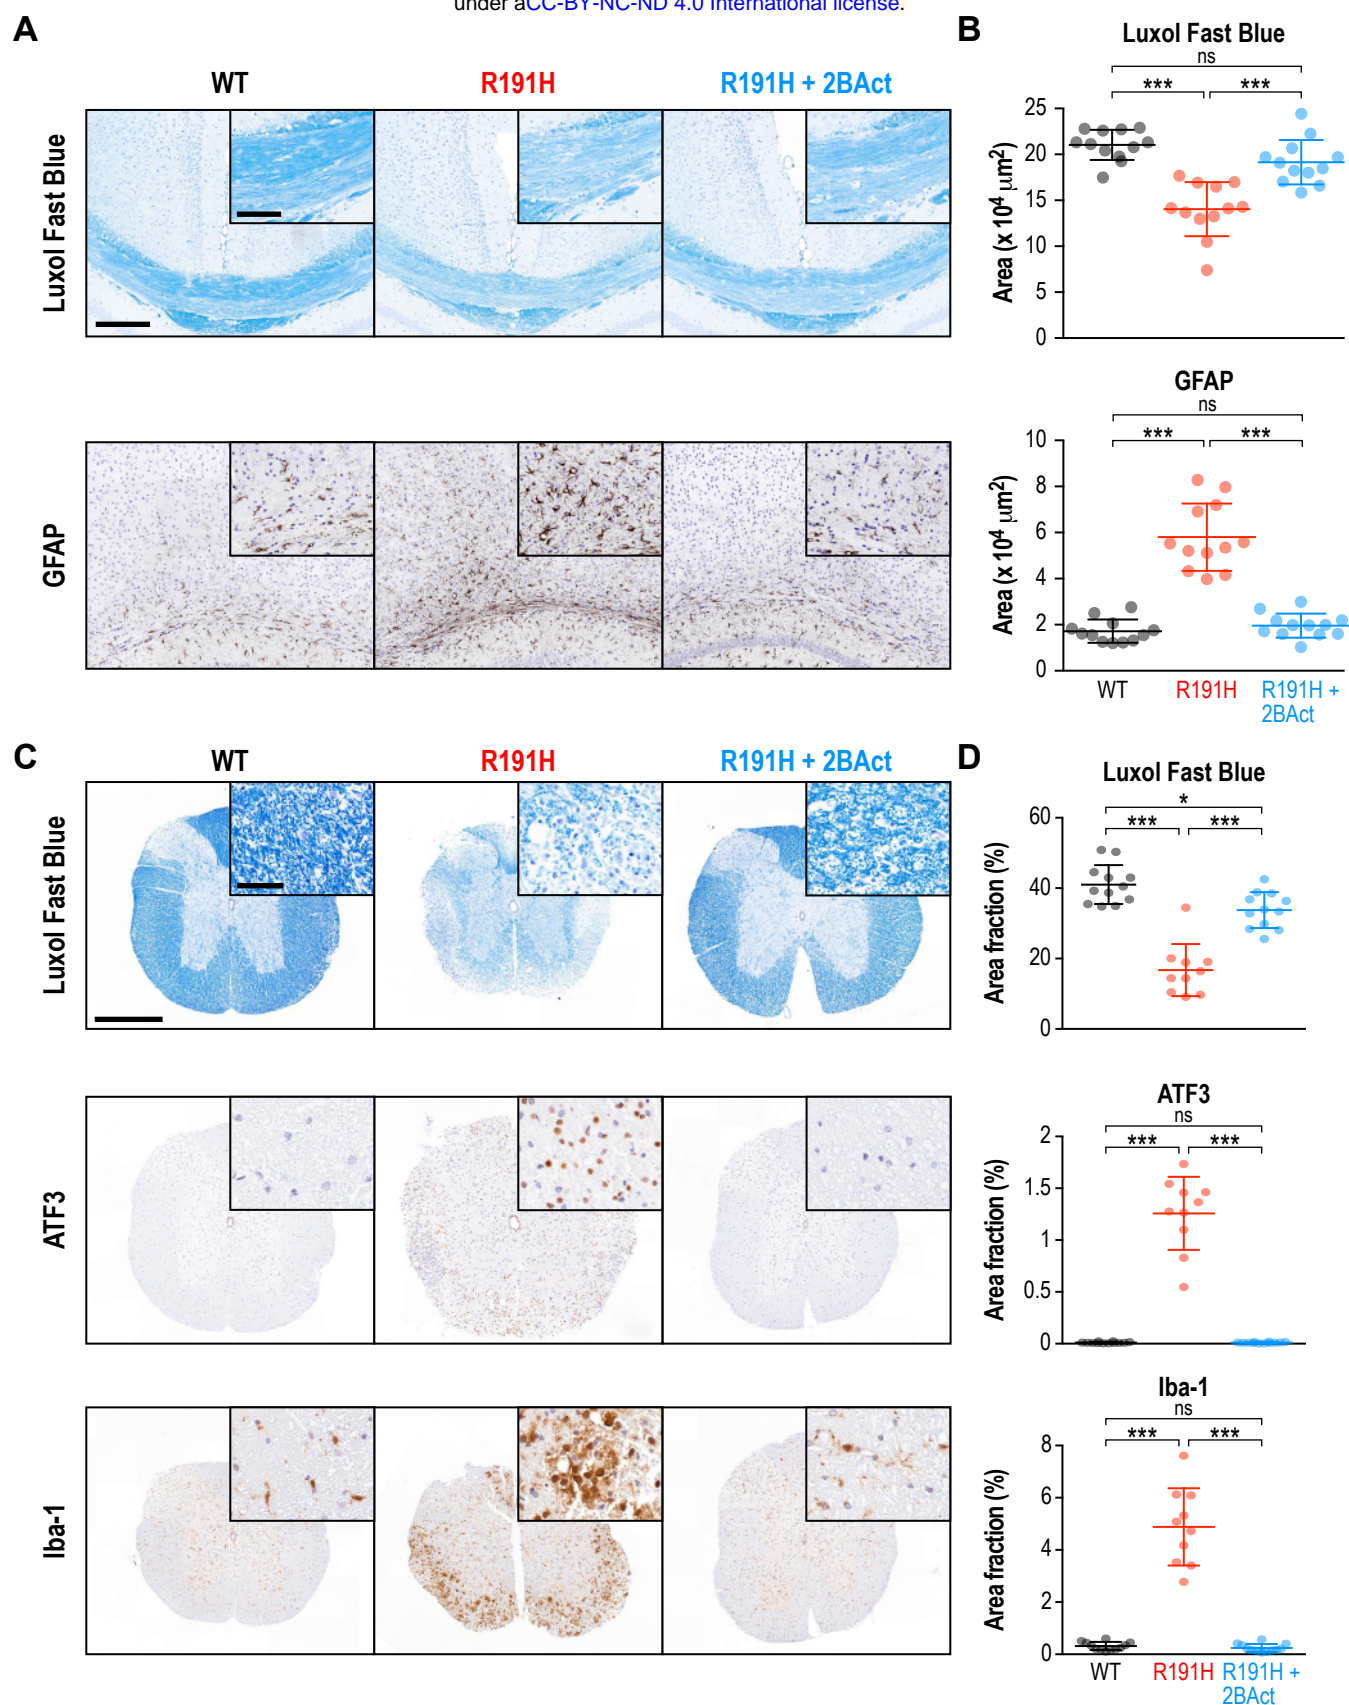 under aCC-BY-NC-ND 4.0 International license.
A
WT
R191H
R191H + 2BAct
Luxol Fast Blue
GFAP
B
Luxol Fast Blue
ns
***
***
Area (x 10⁴ μm²)
25
20
15
10
5
0
GFAP
ns
***
***
Area (x 10⁴ μm²)
10
8
6
4
2
0
WT
R191H
R191H +
2BAct
C
WT
R191H
R191H + 2BAct
Luxol Fast Blue
ATF3
Iba-1
D
Luxol Fast Blue
*
***
***
Area fraction (%)
60
40
20
0
ATF3
ns
***
***
Area fraction (%)
2
1.5
1
0.5
0
Iba-1
ns
***
***
Area fraction (%)
8
6
4
2
0
WT
R191H
R191H +
2BAct